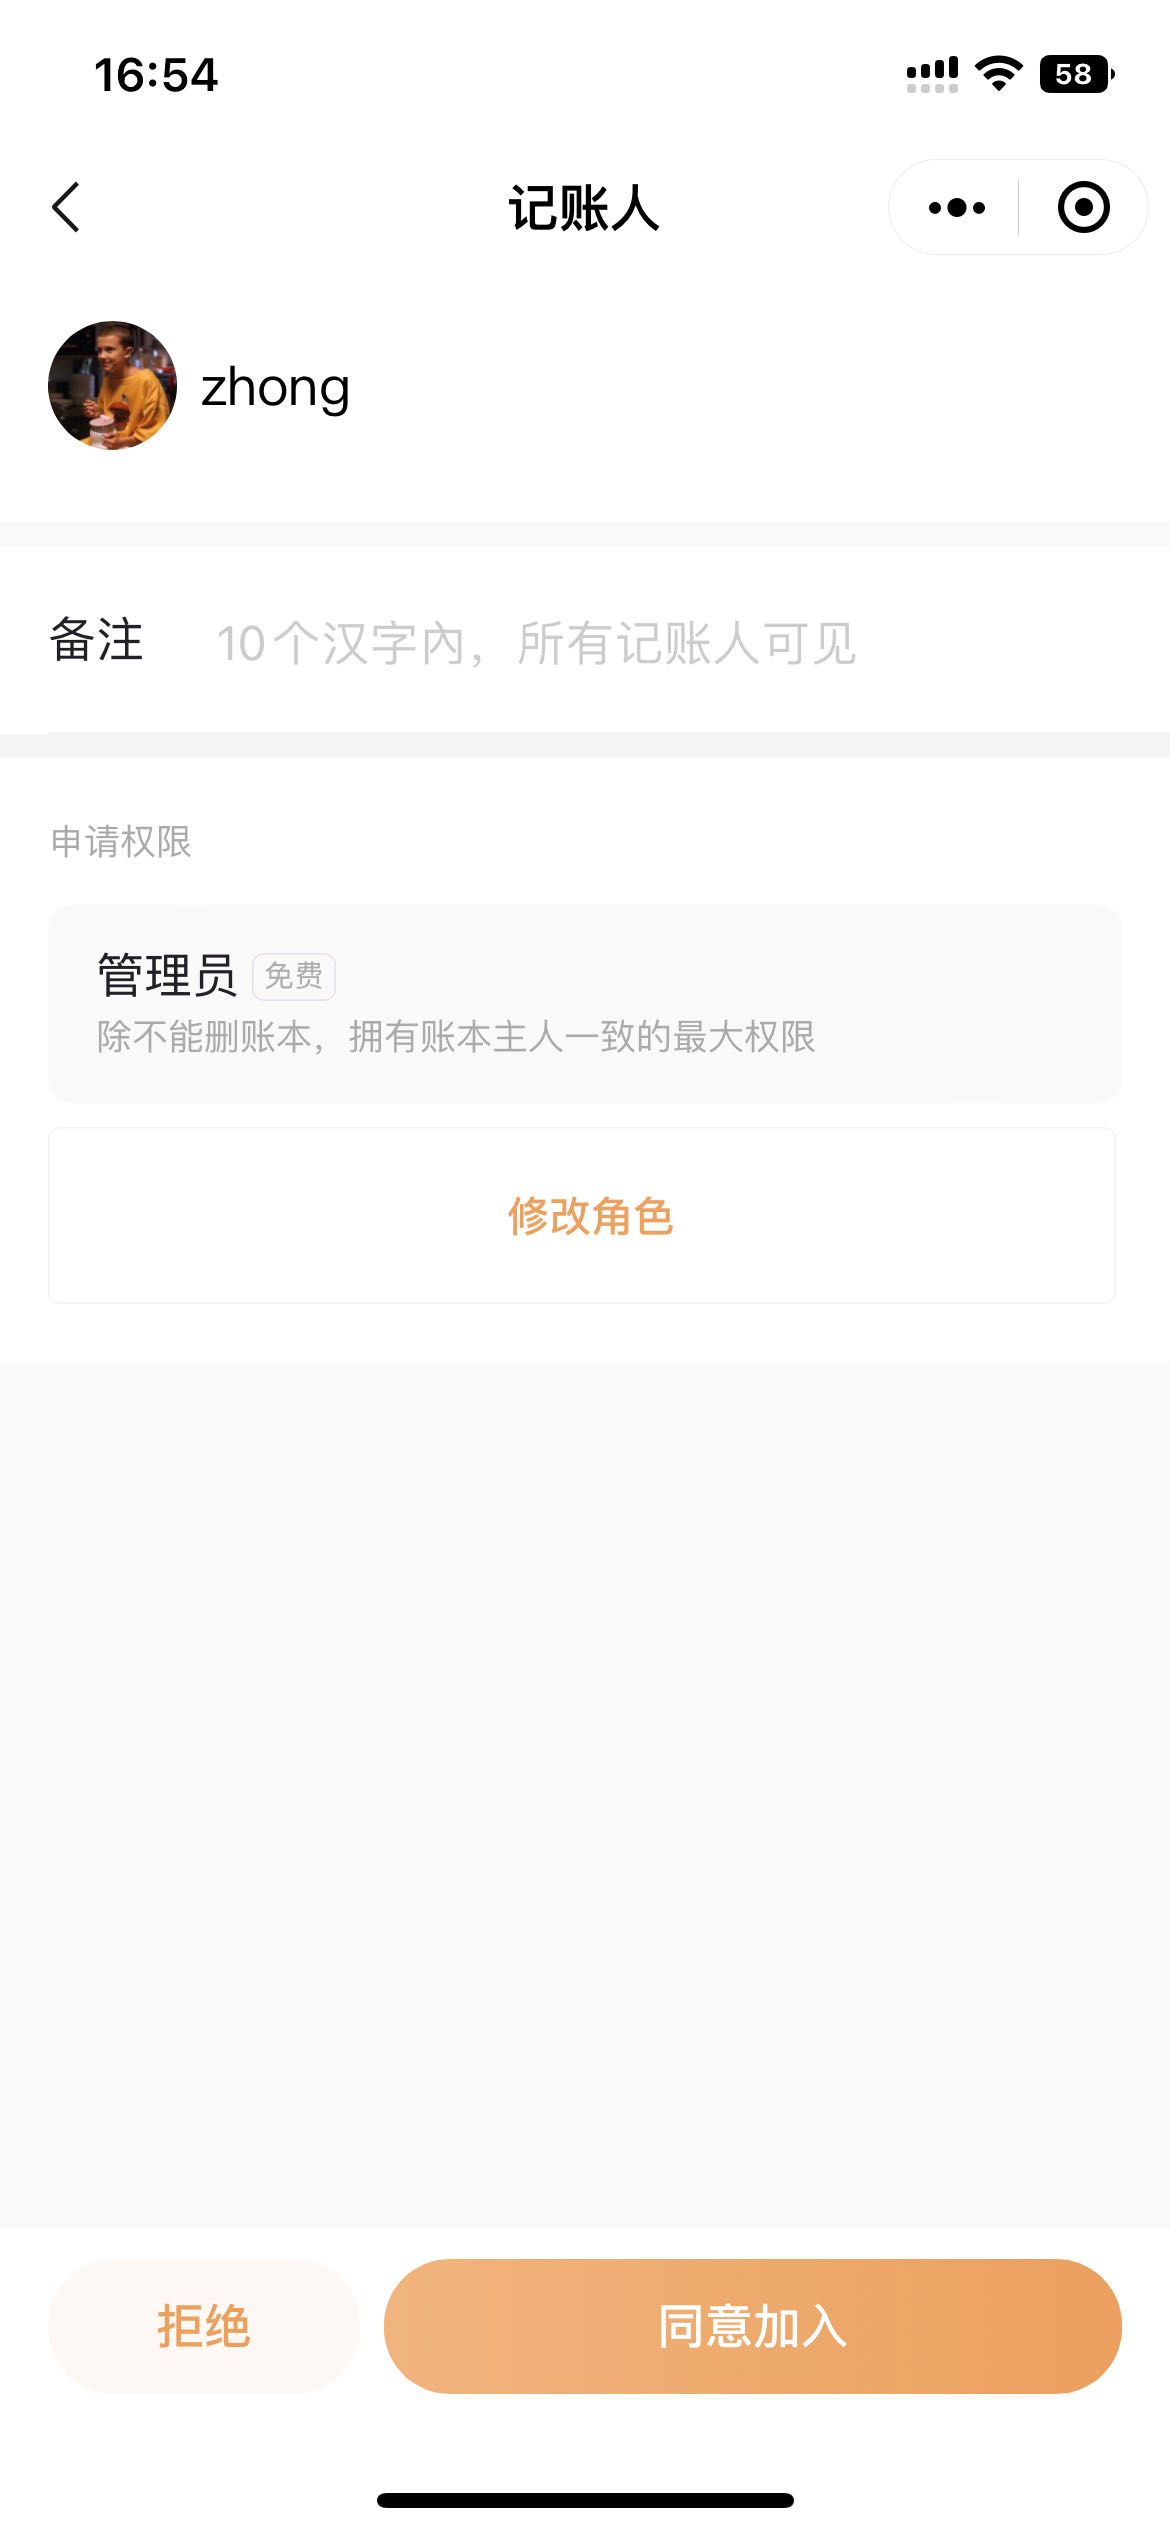 16:54
58
记账人
zhong
备注
10个汉字內，所有记账人可见
申请权限
管理员 免费
除不能删账本，拥有账本主人一致的最大权限
修改角色
拒绝
同意加入